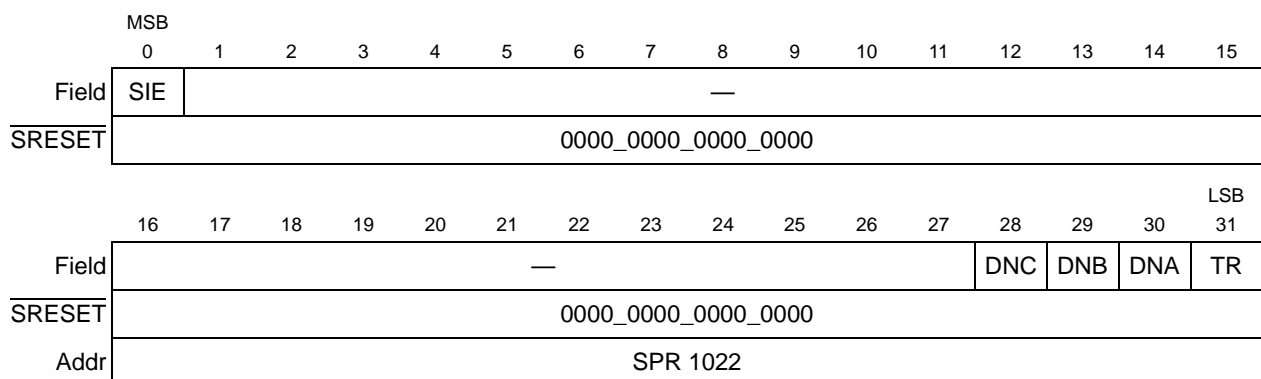 MSB
0 1 2 3 4 5 6 7 8 9 10 11 12 13 14 15
Field SIE —
SRESET 0000_0000_0000_0000
LSB
16 17 18 19 20 21 22 23 24 25 26 27 28 29 30 31
Field — DNC DNB DNA TR
SRESET 0000_0000_0000_0000
Addr SPR 1022